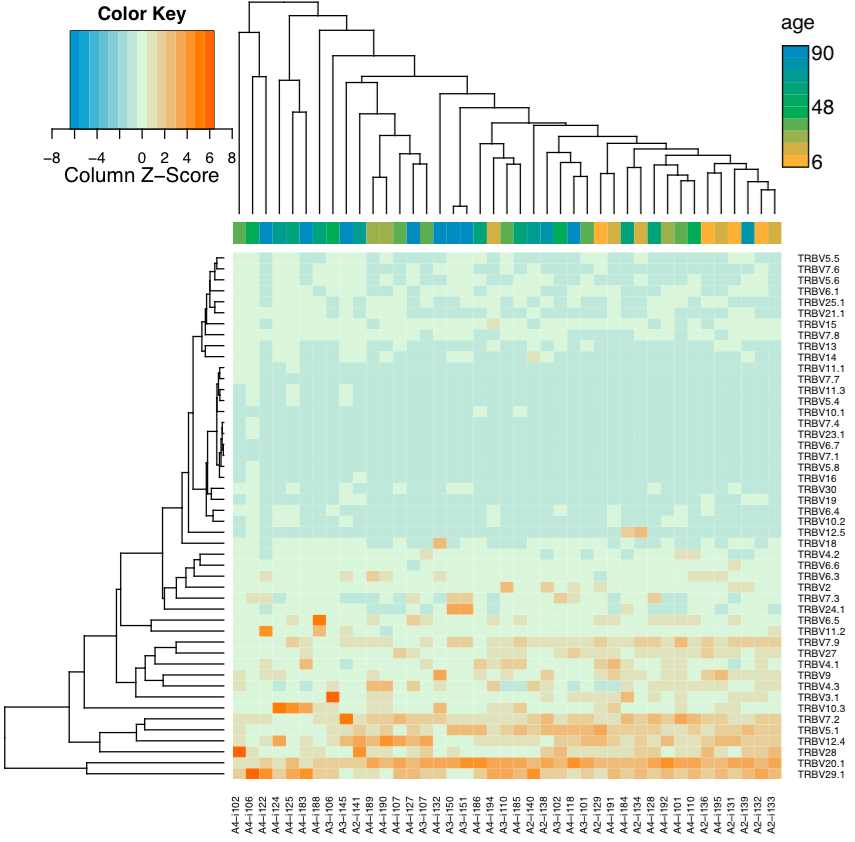 Color Key
−8 −4 0 2 4 6 8
Column Z−Score
age
90
48
6
TRBV5.5
TRBV7.6
TRBV5.6
TRBV6.1
TRBV25.1
TRBV21.1
TRBV15
TRBV7.8
TRBV13
TRBV14
TRBV11.1
TRBV7.7
TRBV11.3
TRBV5.4
TRBV10.1
TRBV7.4
TRBV23.1
TRBV6.7
TRBV7.1
TRBV5.8
TRBV16
TRBV30
TRBV19
TRBV6.4
TRBV10.2
TRBV12.5
TRBV18
TRBV4.2
TRBV6.6
TRBV6.3
TRBV2
TRBV7.3
TRBV24.1
TRBV6.5
TRBV11.2
TRBV7.9
TRBV27
TRBV4.1
TRBV9
TRBV4.3
TRBV3.1
TRBV10.3
TRBV7.2
TRBV5.1
TRBV12.4
TRBV28
TRBV20.1
TRBV29.1
A4−i102
A4−i106
A4−i122
A4−i124
A4−i125
A4−i183
A4−i188
A3−i106
A3−i145
A2−i141
A4−i189
A4−i190
A4−i107
A4−i127
A3−i107
A4−i132
A3−i150
A3−i151
A4−i186
A4−i194
A3−i110
A4−i185
A2−i140
A2−i138
A3−i102
A4−i118
A3−i101
A2−i129
A4−i191
A4−i184
A2−i134
A4−i128
A4−i192
A4−i101
A4−i110
A2−i136
A4−i195
A2−i131
A2−i139
A2−i132
A2−i133